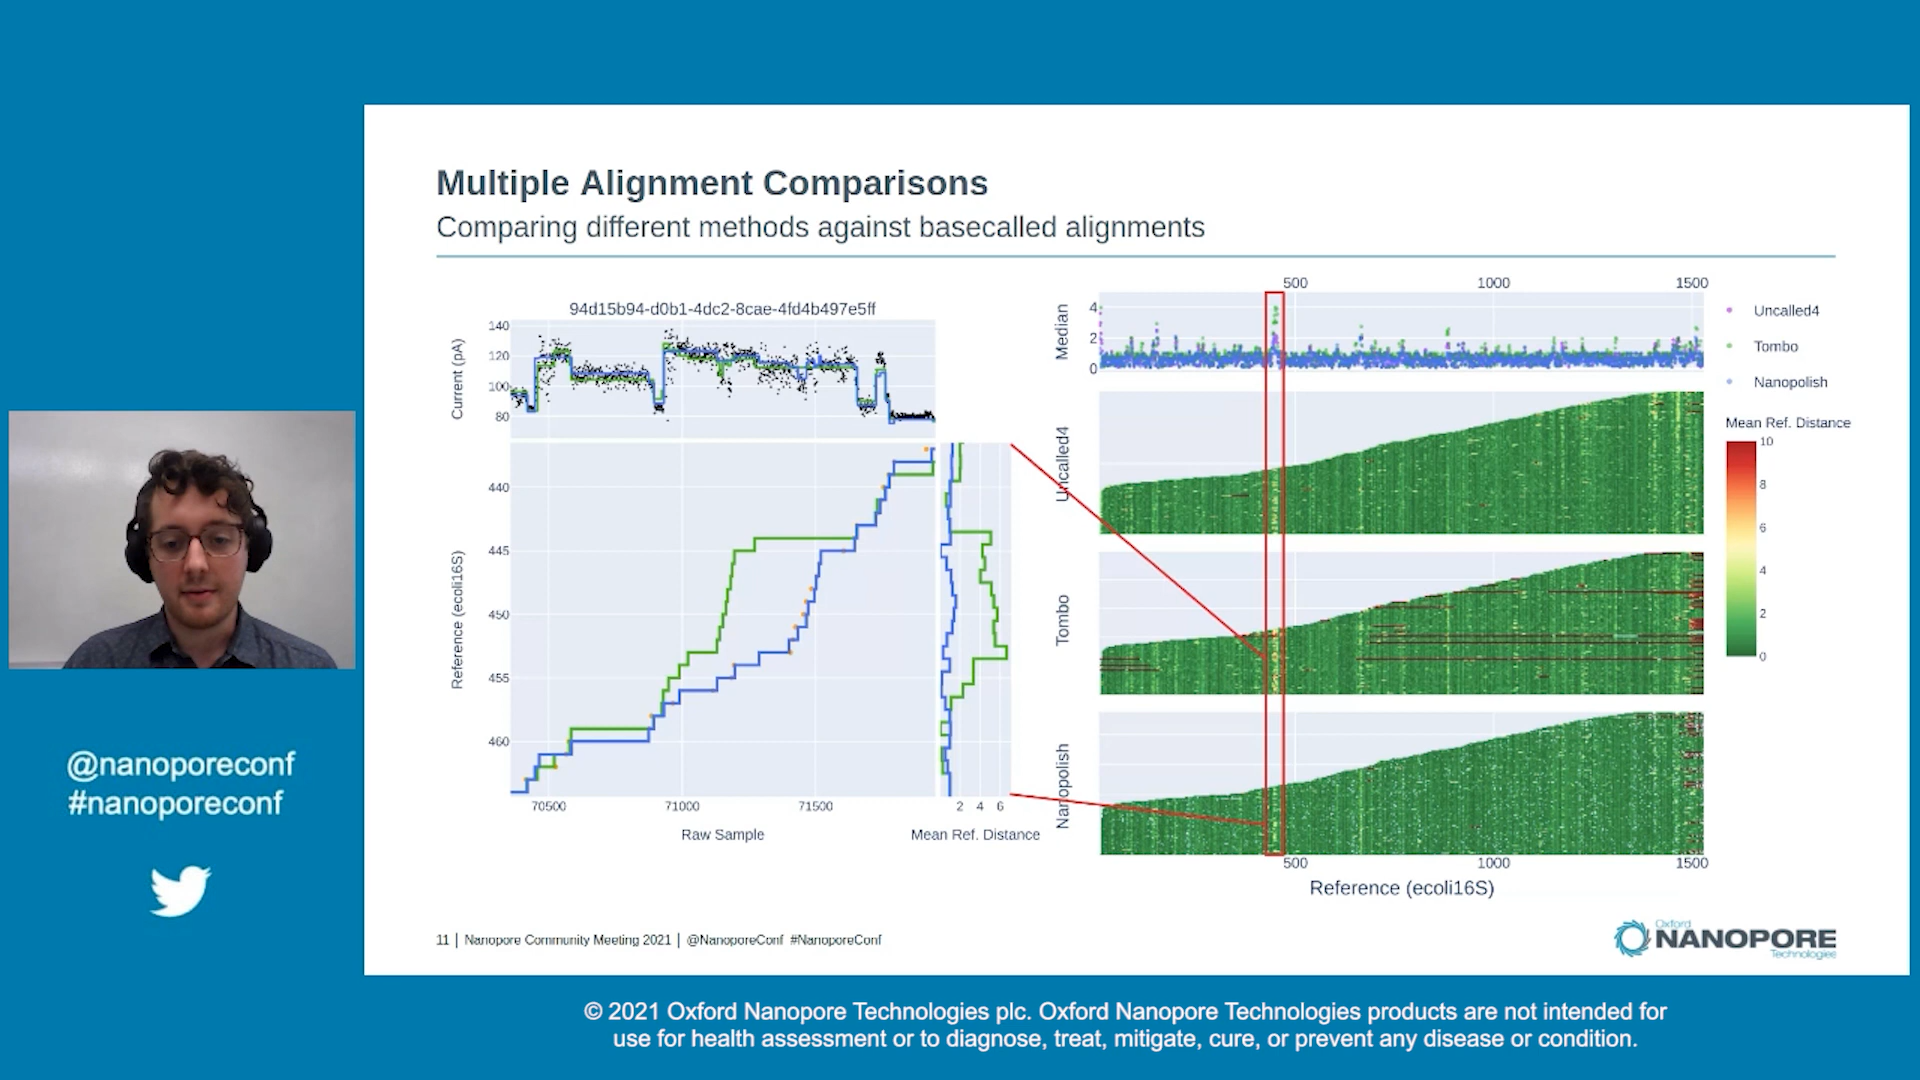 Multiple Alignment Comparisons
Comparing different methods against basecalled alignments
94d15b94-d0b1-4dc2-8cae-4fd4b497e5ff
140
120
100
80
Current (pA)
440
445
450
455
460
Reference (ecoli16S)
70500 71000 71500
Raw Sample
2 4 6
Mean Ref. Distance
500 1000 1500
4
2
0
Median
Uncalled4
Tombo
Nanopolish
500 1000 1500
Reference (ecoli16S)
Uncalled4
Tombo
Nanopolish
Mean Ref. Distance
10
8
6
4
2
0
@nanoporeconf
#nanoporeconf
11 | Nanopore Community Meeting 2021 | @NanoporeConf #NanoporeConf
Oxford
NANOPORE
Technologies
© 2021 Oxford Nanopore Technologies plc. Oxford Nanopore Technologies products are not intended for
use for health assessment or to diagnose, treat, mitigate, cure, or prevent any disease or condition.